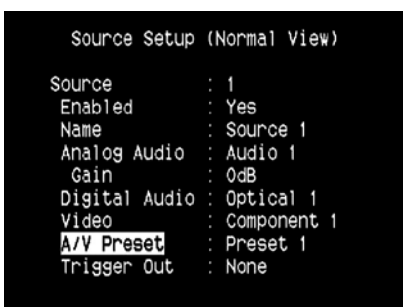 Source Setup (Normal View)
Source : 1
Enabled : Yes
Name : Source 1
Analog Audio : Audio 1
Gain : 0dB
Digital Audio : Optical 1
Video : Component 1
A/V Preset : Preset 1
Trigger Out : None